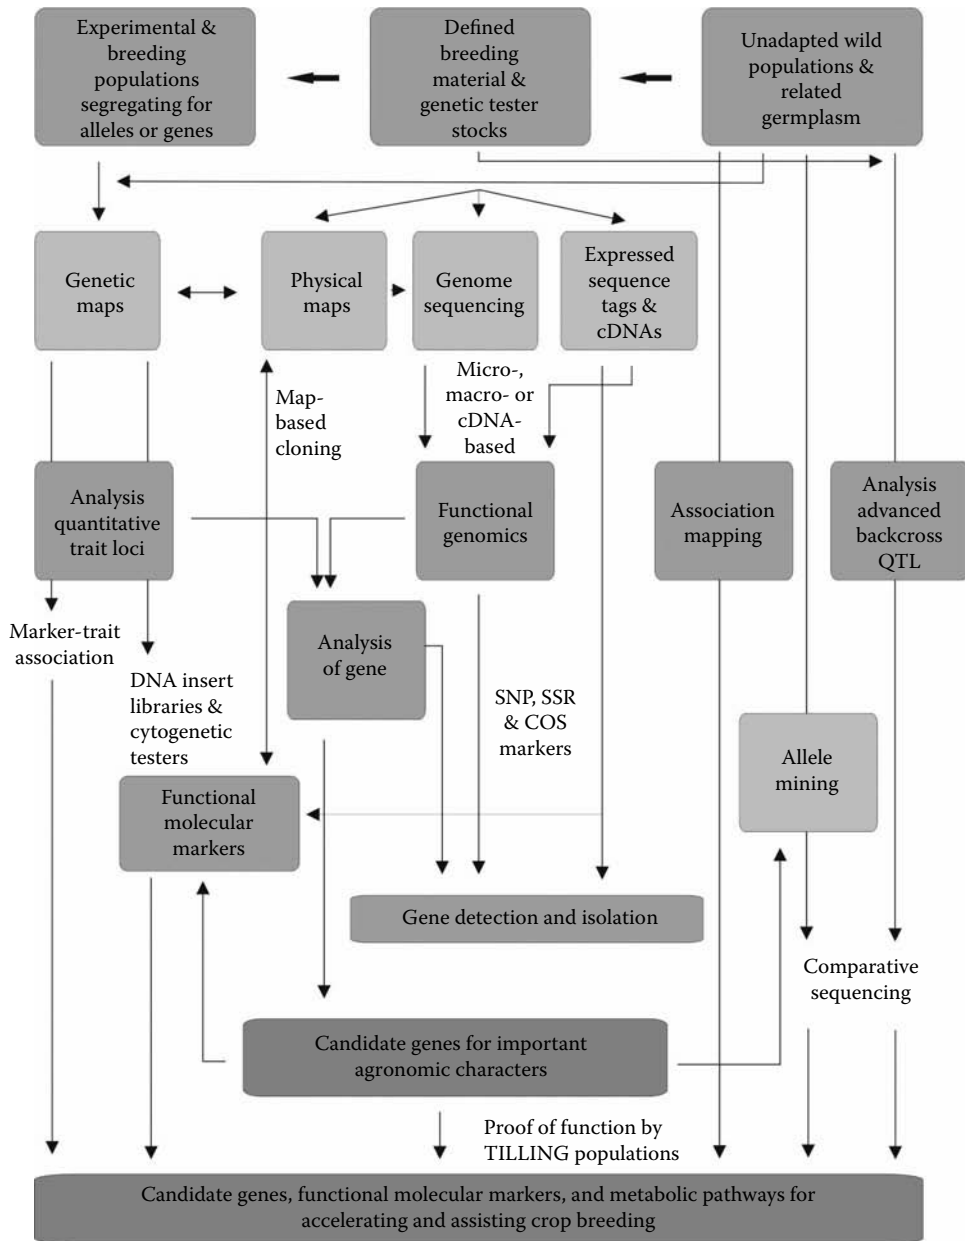 Experimental &
breeding
populations
segregating for
alleles or genes
Defined
breeding
material &
genetic tester
stocks
Unadapted wild
populations &
related
germplasm
Genetic
maps
Physical
maps
Genome
sequencing
Expressed
sequence
tags &
cDNAs
Map-
based
cloning
Micro-,
macro- or
cDNA-
based
Analysis
quantitative
trait loci
Functional
genomics
Association
mapping
Analysis
advanced
backcross
QTL
Marker-trait
association
Analysis
of gene
DNA insert
libraries &
cytogenetic
testers
SNP, SSR
& COS
markers
Allele
mining
Functional
molecular
markers
Gene detection and isolation
Comparative
sequencing
Candidate genes for important
agronomic characters
Proof of function by
TILLING populations
Candidate genes, functional molecular markers, and metabolic pathways for
accelerating and assisting crop breeding